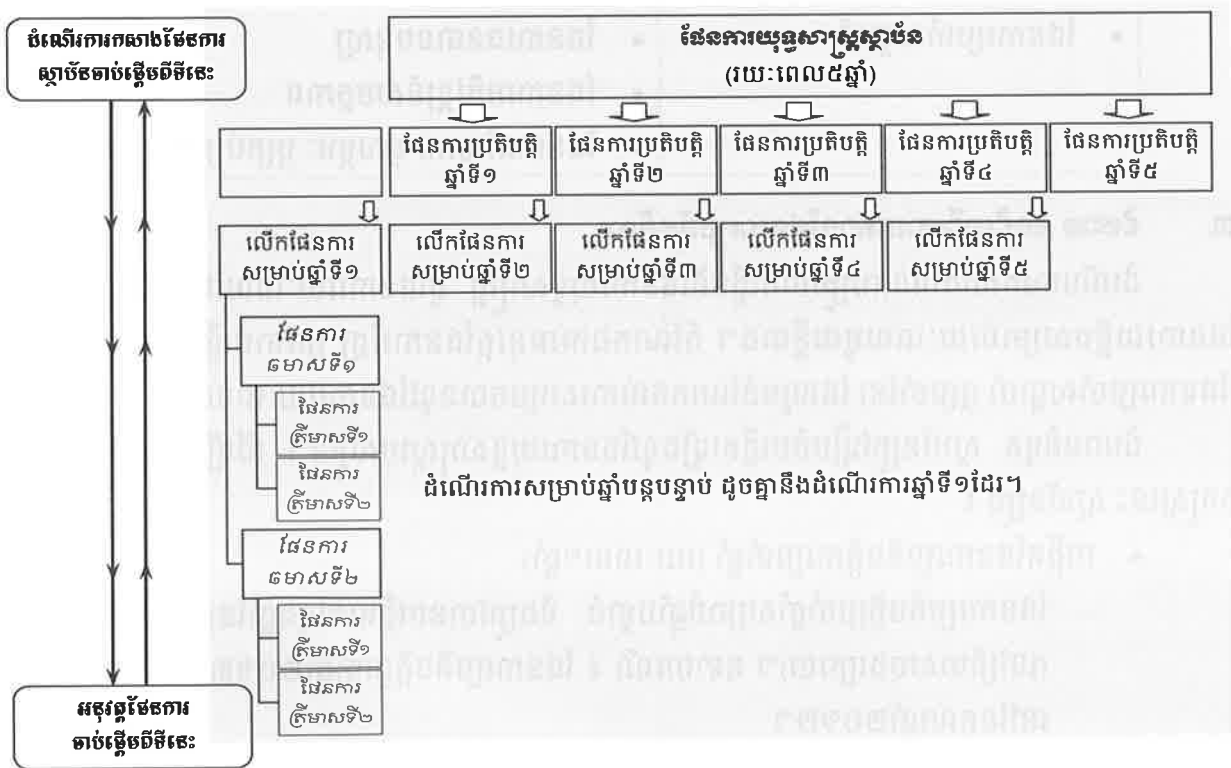 ដំណើរការកសាងផែនការ
ស្ថាប័នចាប់ផ្ដើមពីទីនេះ
ផែនការយុទ្ធសាស្ត្រស្ថាប័ន
(រយៈពេល៥ឆ្នាំ)
ផែនការប្រតិបត្តិ
ឆ្នាំទី១
ផែនការប្រតិបត្តិ
ឆ្នាំទី២
ផែនការប្រតិបត្តិ
ឆ្នាំទី៣
ផែនការប្រតិបត្តិ
ឆ្នាំទី៤
ផែនការប្រតិបត្តិ
ឆ្នាំទី៥
លើកផែនការ
សម្រាប់ឆ្នាំទី១
លើកផែនការ
សម្រាប់ឆ្នាំទី២
លើកផែនការ
សម្រាប់ឆ្នាំទី៣
លើកផែនការ
សម្រាប់ឆ្នាំទី៤
លើកផែនការ
សម្រាប់ឆ្នាំទី៥
ផែនការ
ឆមាសទី១
ផែនការ
ត្រីមាសទី១
ផែនការ
ត្រីមាសទី២
ដំណើរការសម្រាប់ឆ្នាំបន្តបន្ទាប់ ដូចគ្នានឹងដំណើរការឆ្នាំទី១ដែរ។
ផែនការ
ឆមាសទី២
ផែនការ
ត្រីមាសទី១
ផែនការ
ត្រីមាសទី២
អនុវត្តផែនការ
ចាប់ផ្ដើមពីទីនេះ